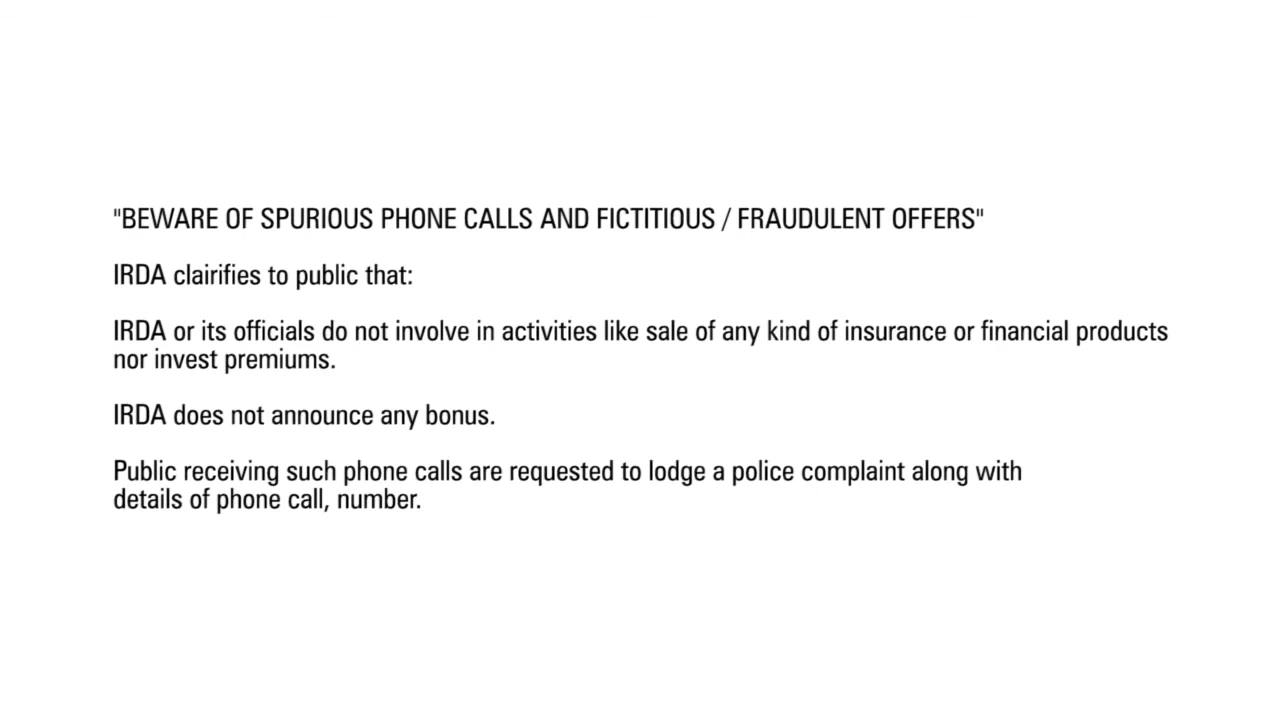 "BEWARE OF SPURIOUS PHONE CALLS AND FICTITIOUS / FRAUDULENT OFFERS"
IRDA clairifies to public that:
IRDA or its officials do not involve in activities like sale of any kind of insurance or financial products
nor invest premiums.
IRDA does not announce any bonus.
Public receiving such phone calls are requested to lodge a police complaint along with
details of phone call, number.